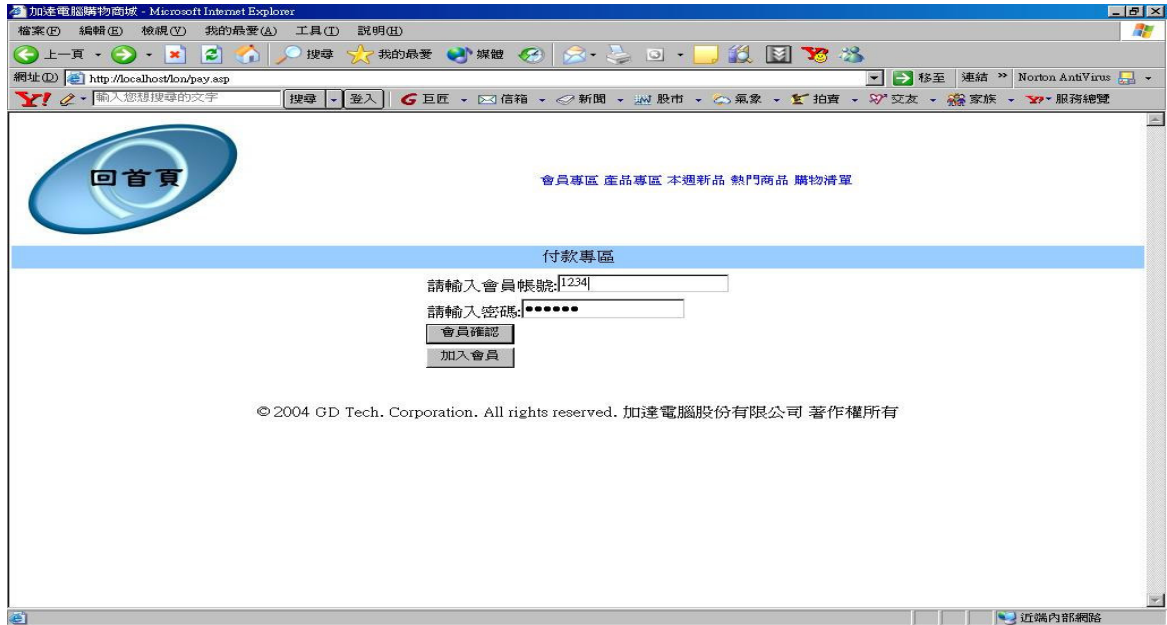 加達電腦購物商城 - Microsoft Internet Explorer
檔案(F) 編輯(E) 檢視(V) 我的最愛(A) 工具(T) 說明(H)
上一頁 搜尋 我的最愛 媒體
網址(D) http://localhost/lon/pay.asp 移至 連結 » Norton AntiVirus
Y! 輸入您想搜尋的文字 搜尋 登入 G 巨匠 信箱 新聞 股市 氣象 拍賣 交友 家族 服務總覽
回首頁
會員專區 產品專區 本週新品 熱門商品 購物清單
付款專區
請輸入會員帳號:1234
請輸入密碼:●●●●●●
會員確認
加入會員
©2004 GD Tech. Corporation. All rights reserved. 加達電腦股份有限公司 著作權所有
近端內部網路